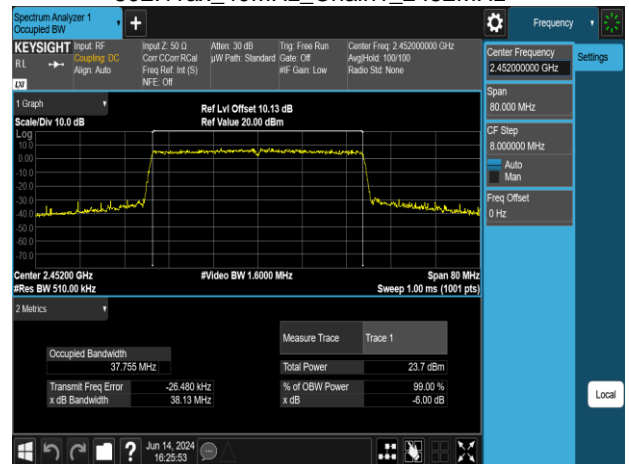 Spectrum Analyzer 1
Occupied BW
+
Frequency
KEYSIGHT
RL
LXI
Input: RF
Coupling: DC
Align: Auto
Input Z: 50 Ω
Corr CCorr RCal
Freq Ref: Int (S)
NFE: Off
Atten: 30 dB
µW Path: Standard
Trig: Free Run
Gate: Off
#IF Gain: Low
Center Freq: 2.452000000 GHz
Avg|Hold: 100/100
Radio Std: None
Center Frequency
2.452000000 GHz
Settings
Span
80.000 MHz
CF Step
8.000000 MHz
Auto
Man
Freq Offset
0 Hz
Local
1 Graph
Scale/Div 10.0 dB
Ref Lvl Offset 10.13 dB
Ref Value 20.00 dBm
Log
10.0
0.00
-10.0
-20.0
-30.0
-40.0
-50.0
-60.0
-70.0
Center 2.45200 GHz
#Video BW 1.6000 MHz
Span 80 MHz
#Res BW 510.00 kHz
Sweep 1.00 ms (1001 pts)
2 Metrics
Measure Trace
Trace 1
Occupied Bandwidth
37.755 MHz
Total Power
23.7 dBm
Transmit Freq Error
-26.480 kHz
% of OBW Power
99.00 %
x dB Bandwidth
38.13 MHz
x dB
-6.00 dB
?
Jun 14, 2024
16:25:53